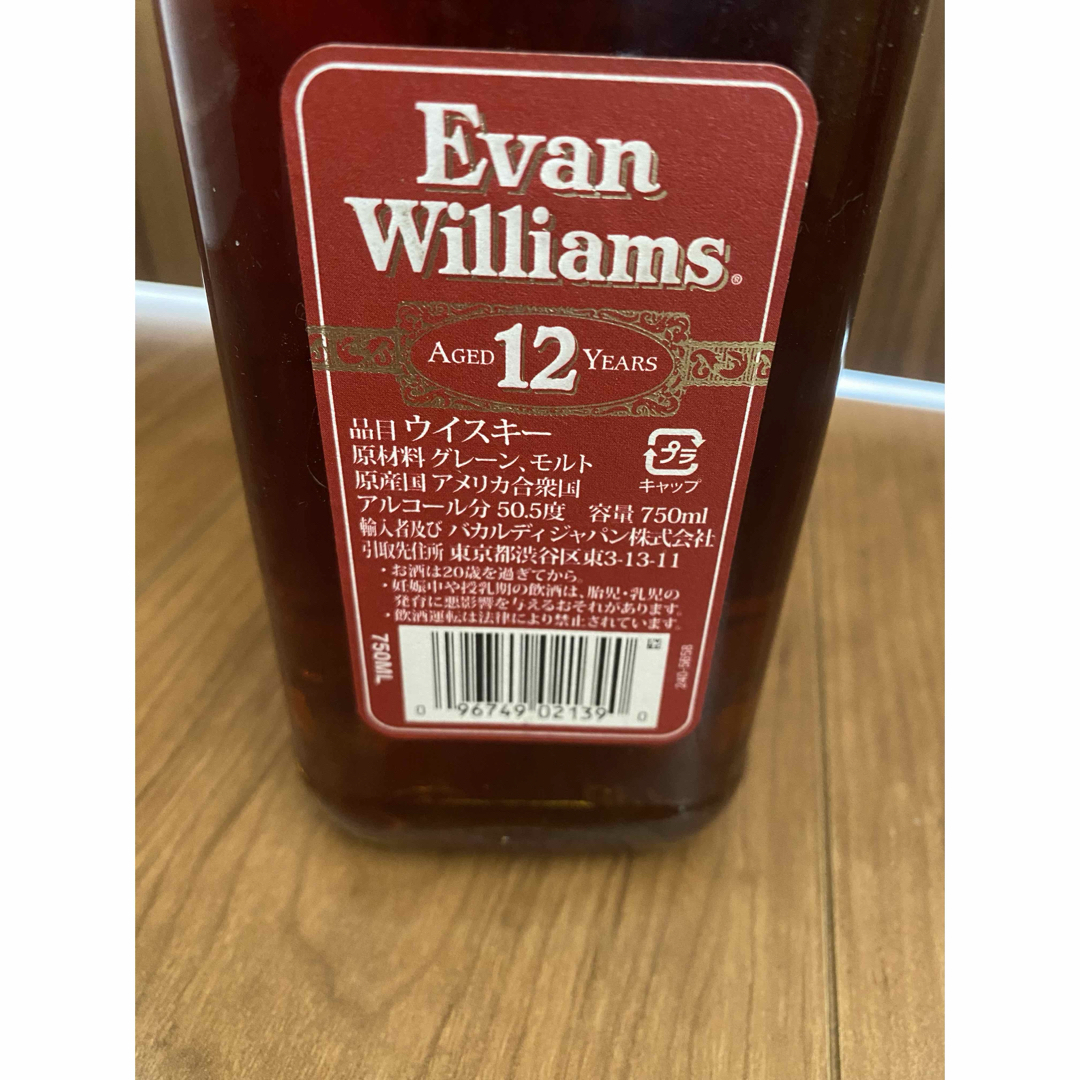 Evan
Williams®
AGED 12 YEARS
品目 ウイスキー
原材料 グレーン、モルト
プラ
キャップ
原産国 アメリカ合衆国
アルコール分 50.5度 容量 750ml
輸入者及び バカルディジャパン株式会社
引取先住所 東京都渋谷区東3-13-11
・お酒は20歳を過ぎてから。
・妊娠中や授乳期の飲酒は、胎児・乳児の
発育に悪影響を与えるおそれがあります。
・飲酒運転は法律により禁止されています。
750ML
240-5658
0 96749 02139 0